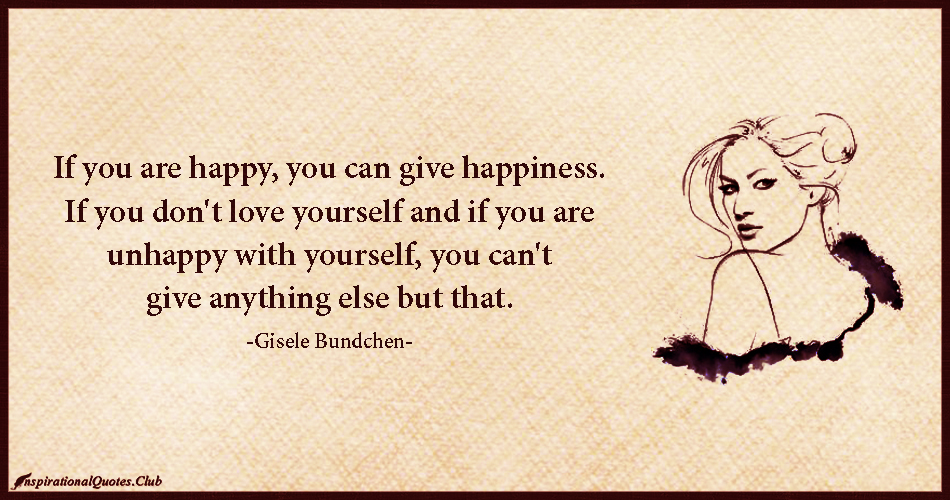 If you are happy, you can give happiness.
If you don't love yourself and if you are
unhappy with yourself, you can't
give anything else but that.
-Gisele Bundchen-
InspirationalQuotes.Club